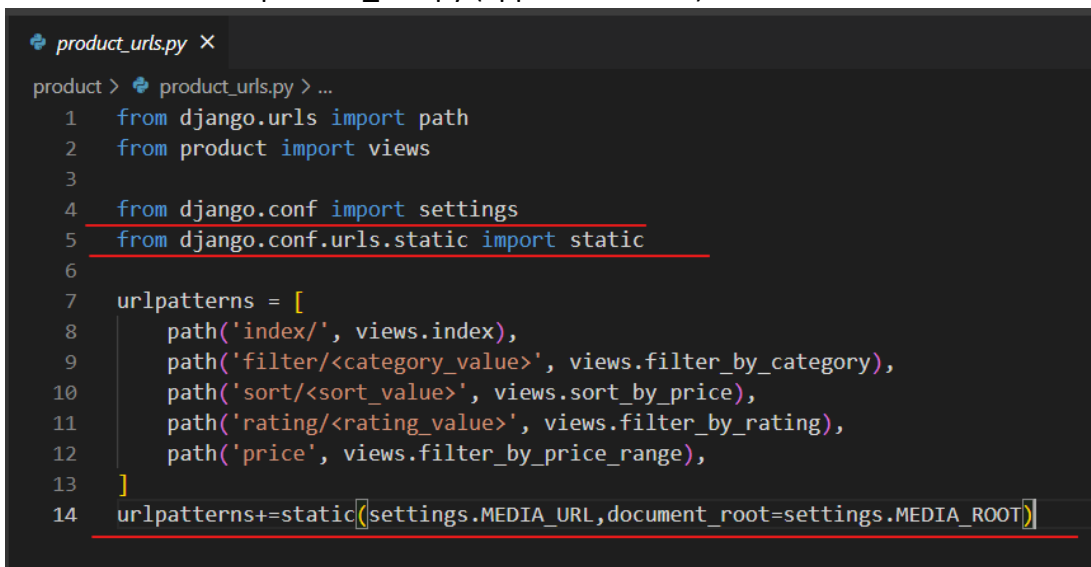 product_urls.py ×
product > product_urls.py > ...
1 from django.urls import path
2 from product import views
3
4 from django.conf import settings
5 from django.conf.urls.static import static
6
7 urlpatterns = [
8     path('index/', views.index),
9     path('filter/<category_value>', views.filter_by_category),
10     path('sort/<sort_value>', views.sort_by_price),
11     path('rating/<rating_value>', views.filter_by_rating),
12     path('price', views.filter_by_price_range),
13 ]
14 urlpatterns+=static(settings.MEDIA_URL,document_root=settings.MEDIA_ROOT)